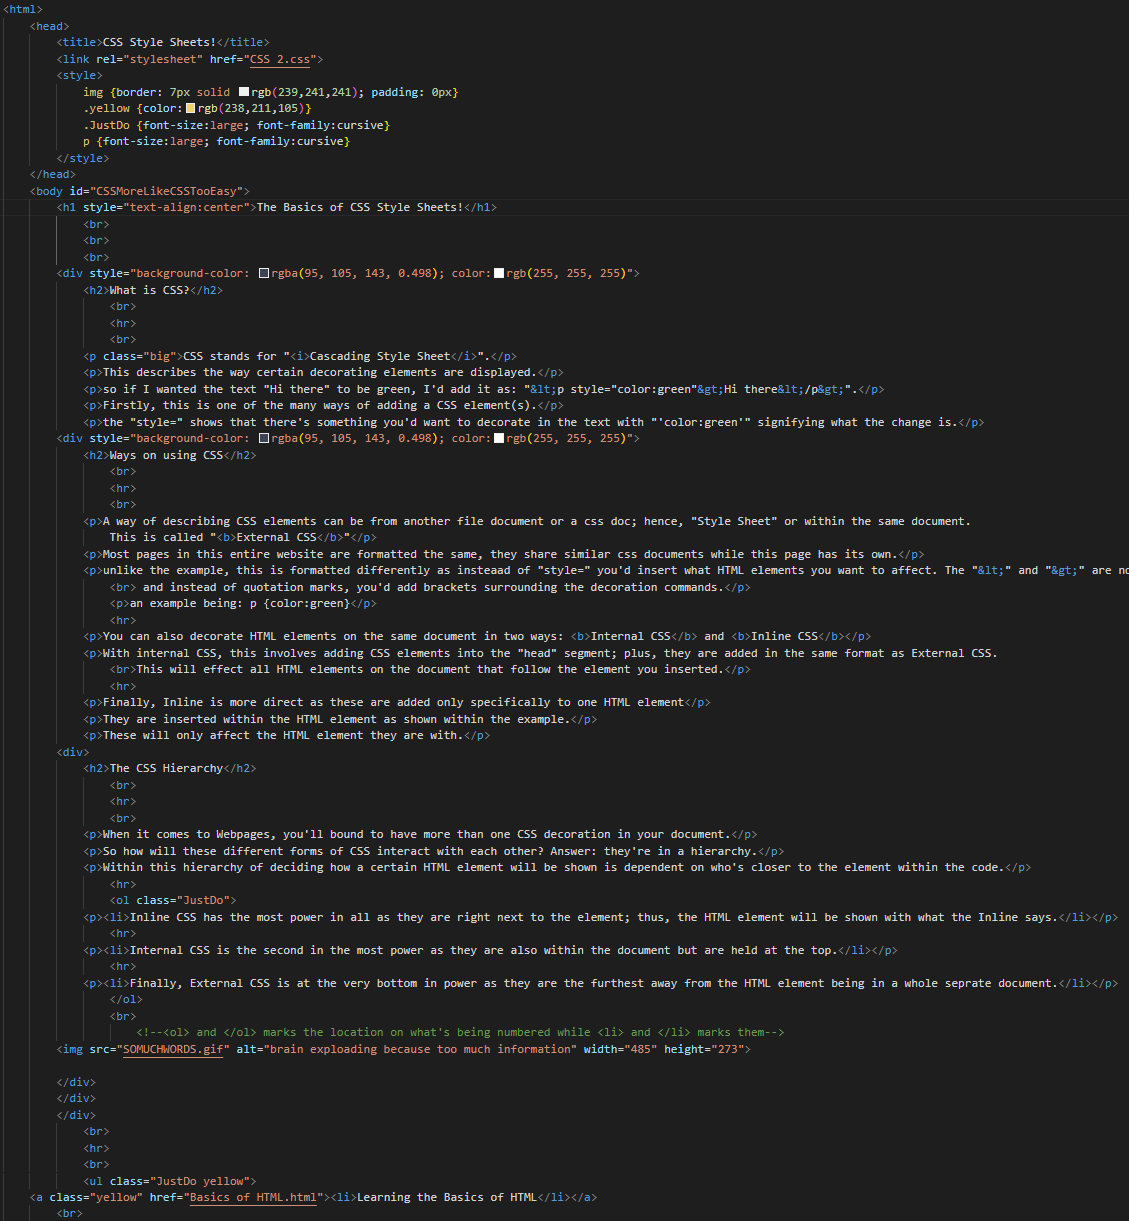 <html>
<head>
<title>CSS Style Sheets!</title>
<link rel="stylesheet" href="CSS 2.css">
<style>
img {border: 7px solid rgb(239,241,241); padding: 0px}
.yellow {color: rgb(238,211,105)}
.JustDo {font-size:large; font-family:cursive}
p {font-size:large; font-family:cursive}
</style>
</head>
<body id="CSSMoreLikeCSSTooEasy">
<h1 style="text-align:center">The Basics of CSS Style Sheets!</h1>
<br>
<br>
<br>
<div style="background-color: rgba(95, 105, 143, 0.498); color: rgb(255, 255, 255)">
<h2>What is CSS?</h2>
<br>
<hr>
<br>
<p class="big">CSS stands for "<i>Cascading Style Sheet</i>".</p>
<p>This describes the way certain decorating elements are displayed.</p>
<p>so if I wanted the text "Hi there" to be green, I'd add it as: "&lt;p style="color:green"&gt;Hi there&lt;/p&gt;".</p>
<p>Firstly, this is one of the many ways of adding a CSS element(s).</p>
<p>the "style=" shows that there's something you'd want to decorate in the text with "'color:green'" signifying what the change is.</p>
<div style="background-color: rgba(95, 105, 143, 0.498); color: rgb(255, 255, 255)">
<h2>Ways on using CSS</h2>
<br>
<hr>
<br>
<p>A way of describing CSS elements can be from another file document or a css doc; hence, "Style Sheet" or within the same document.
This is called "<b>External CSS</b>"</p>
<p>Most pages in this entire website are formatted the same, they share similar css documents while this page has its own.</p>
<p>unlike the example, this is formatted differently as insteaad of "style=" you'd insert what HTML elements you want to affect. The "&lt;" and "&gt;" are no
<br> and instead of quotation marks, you'd add brackets surrounding the decoration commands.</p>
<p>an example being: p {color:green}</p>
<hr>
<p>You can also decorate HTML elements on the same document in two ways: <b>Internal CSS</b> and <b>Inline CSS</b></p>
<p>With internal CSS, this involves adding CSS elements into the "head" segment; plus, they are added in the same format as External CSS.
<br>This will effect all HTML elements on the document that follow the element you inserted.</p>
<hr>
<p>Finally, Inline is more direct as these are added only specifically to one HTML element</p>
<p>They are inserted within the HTML element as shown within the example.</p>
<p>These will only affect the HTML element they are with.</p>
<div>
<h2>The CSS Hierarchy</h2>
<br>
<hr>
<br>
<p>When it comes to Webpages, you'll bound to have more than one CSS decoration in your document.</p>
<p>So how will these different forms of CSS interact with each other? Answer: they're in a hierarchy.</p>
<p>Within this hierarchy of deciding how a certain HTML element will be shown is dependent on who's closer to the element within the code.</p>
<hr>
<ol class="JustDo">
<p><li>Inline CSS has the most power in all as they are right next to the element; thus, the HTML element will be shown with what the Inline says.</li></p>
<hr>
<p><li>Internal CSS is the second in the most power as they are also within the document but are held at the top.</li></p>
<hr>
<p><li>Finally, External CSS is at the very bottom in power as they are the furthest away from the HTML element being in a whole seprate document.</li></p>
</ol>
<br>
<!--<ol> and </ol> marks the location on what's being numbered while <li> and </li> marks them-->
<img src="SOMUCHWORDS.gif" alt="brain exploading because too much information" width="485" height="273">
</div>
</div>
</div>
<br>
<hr>
<br>
<ul class="JustDo yellow">
<a class="yellow" href="Basics of HTML.html"><li>Learning the Basics of HTML</li></a>
<br>